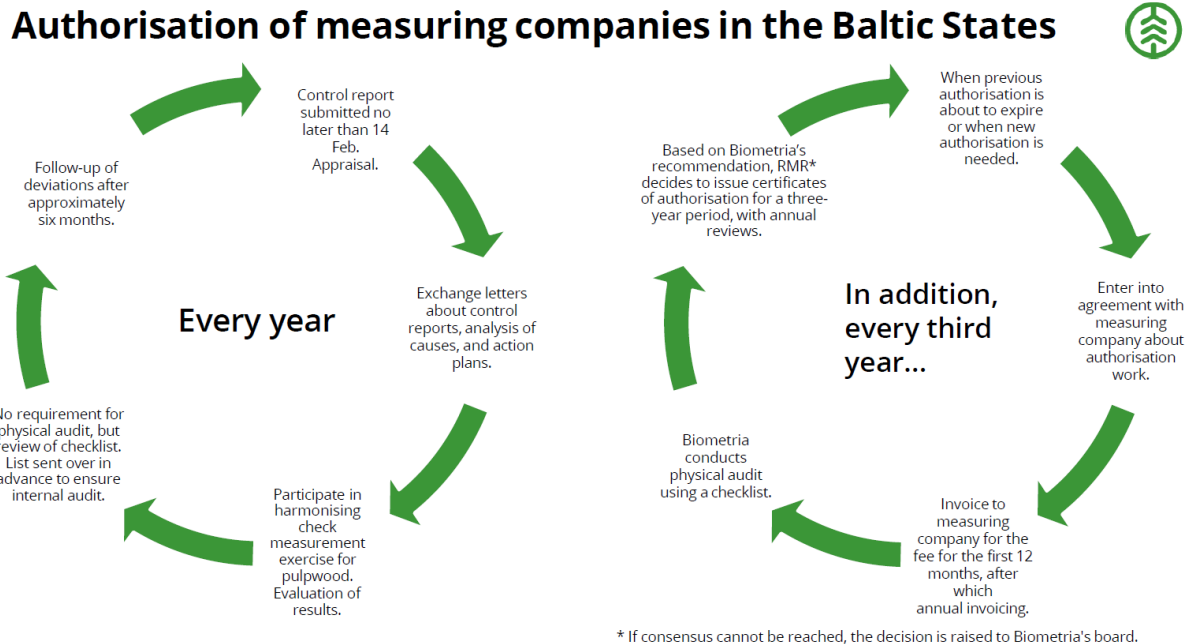 Authorisation of measuring companies in the Baltic States
Control report
submitted no
later than 14
Feb.
Appraisal.
Exchange letters
about control
reports, analysis of
causes, and action
plans.
Participate in
harmonising
check
measurement
exercise for
pulpwood.
Evaluation of
results.
No requirement for
physical audit, but
review of checklist.
List sent over in
advance to ensure
internal audit.
Follow-up of
deviations after
approximately
six months.
Every year
When previous
authorisation is
about to expire
or when new
authorisation is
needed.
Enter into
agreement with
measuring
company about
authorisation
work.
Invoice to
measuring
company for the
fee for the first 12
months, after
which
annual invoicing.
Biometria
conducts
physical audit
using a checklist.
Based on Biometria’s
recommendation, RMR*
decides to issue certificates
of authorisation for a three-
year period, with annual
reviews.
In addition,
every third
year...
* If consensus cannot be reached, the decision is raised to Biometria's board.